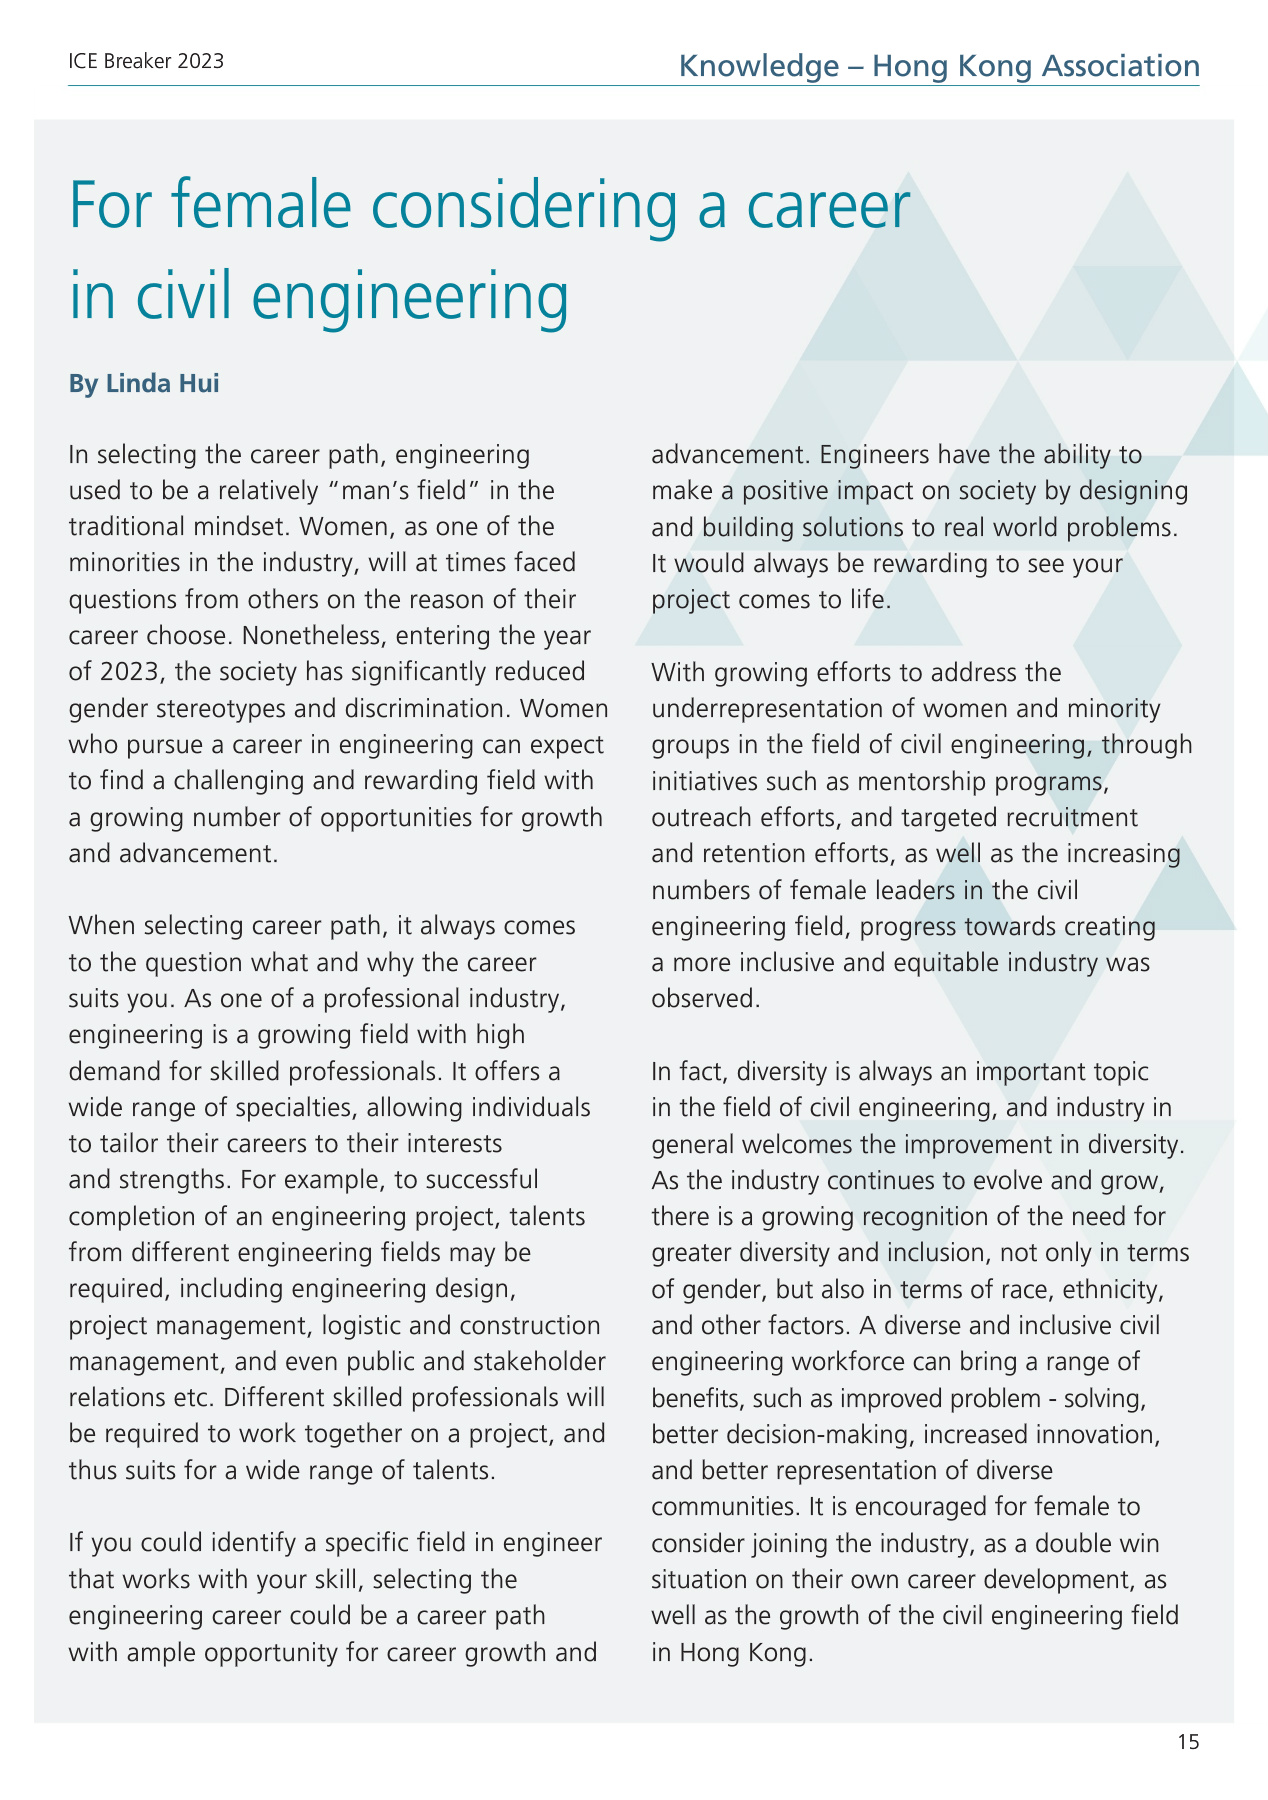 ICE Breaker 2023
Knowledge – Hong Kong Association
For female considering a career
in civil engineering
By Linda Hui
In selecting the career path, engineering
used to be a relatively “man’s field” in the
traditional mindset. Women, as one of the
minorities in the industry, will at times faced
questions from others on the reason of their
career choose. Nonetheless, entering the year
of 2023, the society has significantly reduced
gender stereotypes and discrimination. Women
who pursue a career in engineering can expect
to find a challenging and rewarding field with
a growing number of opportunities for growth
and advancement.
When selecting career path, it always comes
to the question what and why the career
suits you. As one of a professional industry,
engineering is a growing field with high
demand for skilled professionals. It offers a
wide range of specialties, allowing individuals
to tailor their careers to their interests
and strengths. For example, to successful
completion of an engineering project, talents
from different engineering fields may be
required, including engineering design,
project management, logistic and construction
management, and even public and stakeholder
relations etc. Different skilled professionals will
be required to work together on a project, and
thus suits for a wide range of talents.
If you could identify a specific field in engineer
that works with your skill, selecting the
engineering career could be a career path
with ample opportunity for career growth and
advancement. Engineers have the ability to
make a positive impact on society by designing
and building solutions to real world problems.
It would always be rewarding to see your
project comes to life.
With growing efforts to address the
underrepresentation of women and minority
groups in the field of civil engineering, through
initiatives such as mentorship programs,
outreach efforts, and targeted recruitment
and retention efforts, as well as the increasing
numbers of female leaders in the civil
engineering field, progress towards creating
a more inclusive and equitable industry was
observed.
In fact, diversity is always an important topic
in the field of civil engineering, and industry in
general welcomes the improvement in diversity.
As the industry continues to evolve and grow,
there is a growing recognition of the need for
greater diversity and inclusion, not only in terms
of gender, but also in terms of race, ethnicity,
and other factors. A diverse and inclusive civil
engineering workforce can bring a range of
benefits, such as improved problem - solving,
better decision-making, increased innovation,
and better representation of diverse
communities. It is encouraged for female to
consider joining the industry, as a double win
situation on their own career development, as
well as the growth of the civil engineering field
in Hong Kong.
15